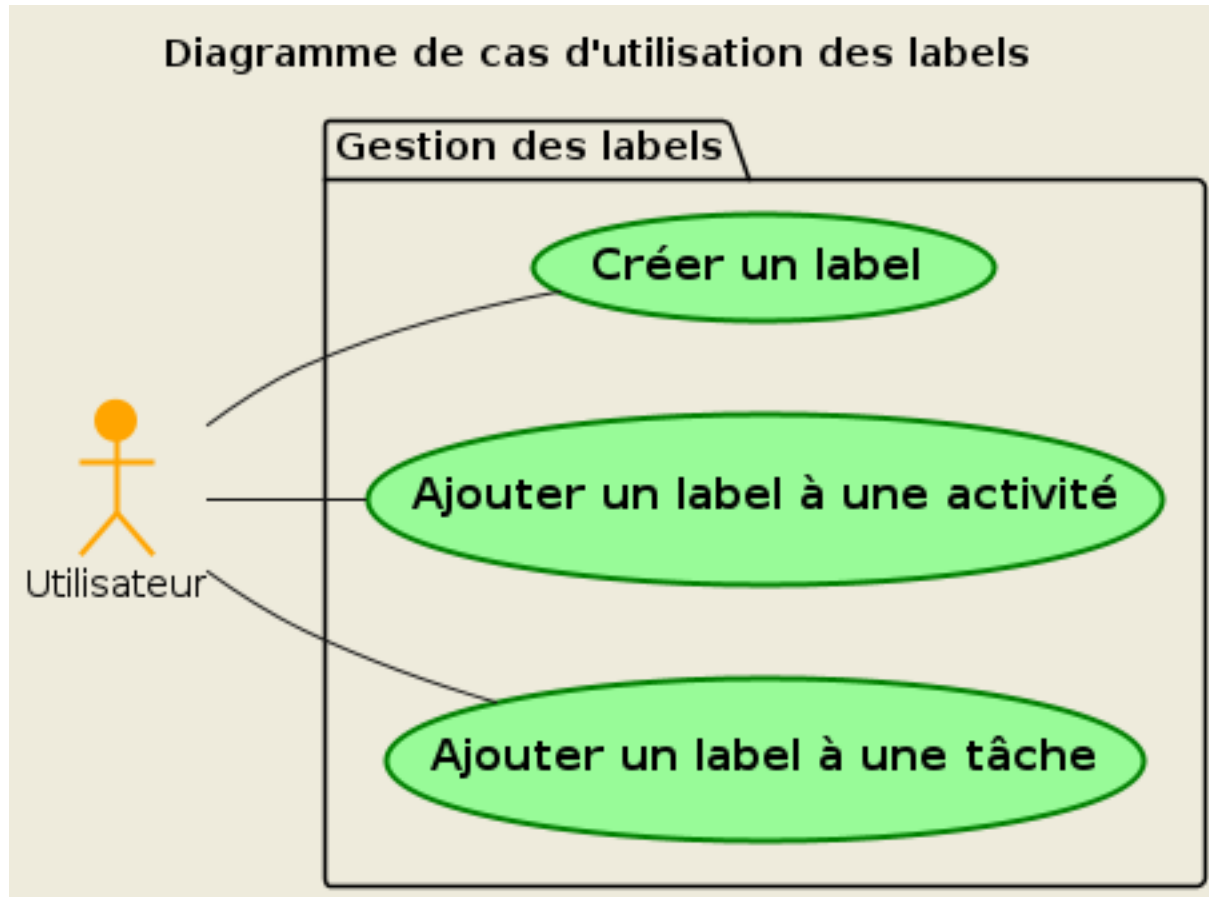 Diagramme de cas d'utilisation des labels
Gestion des labels
Créer un label
Ajouter un label à une activité
Utilisateur
Ajouter un label à une tâche